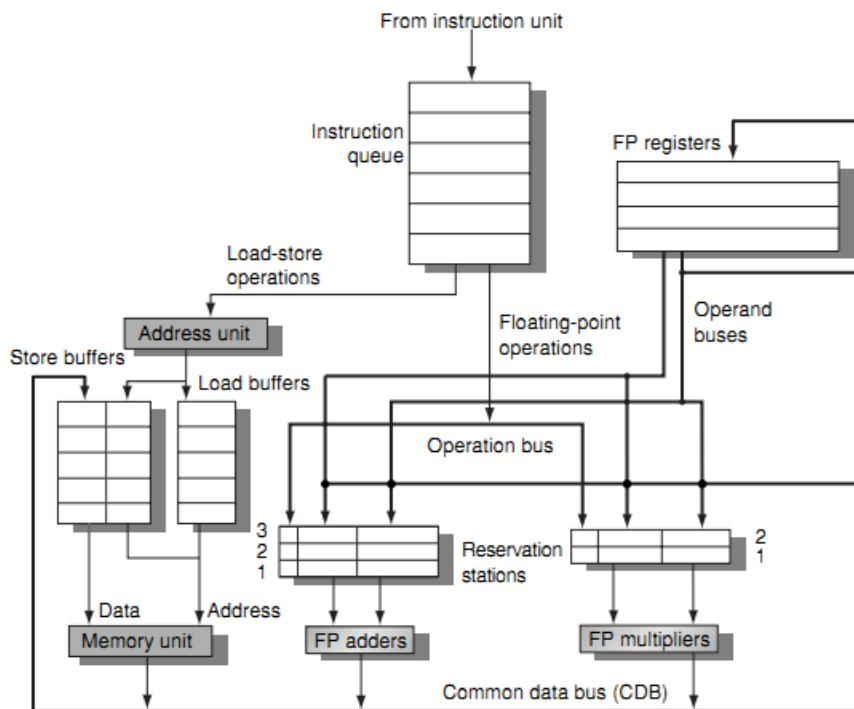 From instruction unit
Instruction
queue
FP registers
Load-store
operations
Address unit
Floating-point
operations
Operand
buses
Store buffers
Load buffers
Operation bus
3
2
1
Reservation
stations
2
1
Data
Address
Memory unit
FP adders
FP multipliers
Common data bus (CDB)